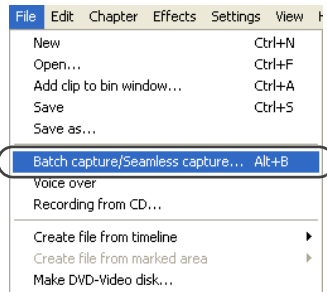 File Edit Chapter Effects Settings View H
New Ctrl+N
Open... Ctrl+F
Add clip to bin window... Ctrl+A
Save Ctrl+S
Save as...
Batch capture/Seamless capture... Alt+B
Voice over
Recording from CD...
Create file from timeline
Create file from marked area
Make DVD-Video disk...